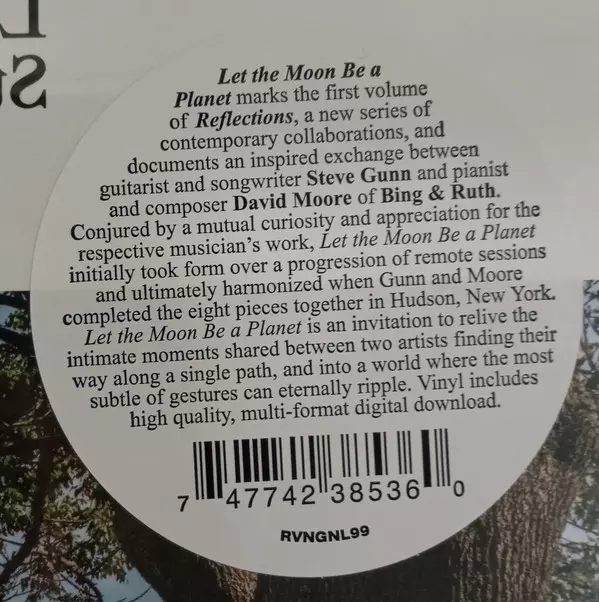 Let the Moon Be a
Planet marks the first volume
of Reflections, a new series of
contemporary collaborations, and
documents an inspired exchange between
guitarist and songwriter Steve Gunn and pianist
and composer David Moore of Bing & Ruth.
Conjured by a mutual curiosity and appreciation for the
respective musician's work, Let the Moon Be a Planet
initially took form over a progression of remote sessions
and ultimately harmonized when Gunn and Moore
completed the eight pieces together in Hudson, New York.
Let the Moon Be a Planet is an invitation to relive the
intimate moments shared between two artists finding their
way along a single path, and into a world where the most
subtle of gestures can eternally ripple. Vinyl includes
high quality, multi-format digital download.
7 47742 38536 0
RVNGNL99